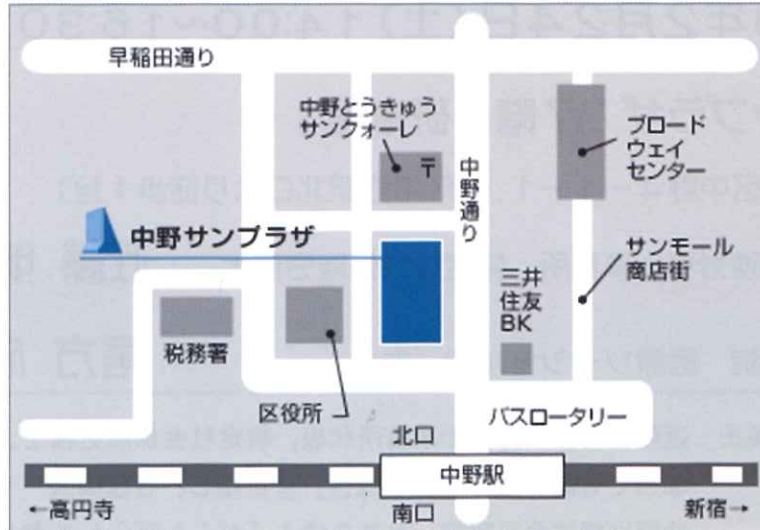 早稲田通り
中野とうきゅう
サンクォーレ
〒
中野通り
ブロード
ウェイ
センター
中野サンプラザ
サンモール
商店街
三井
住友
BK
税務署
区役所
バスロータリー
北口
中野駅
←高円寺
新宿→
南口